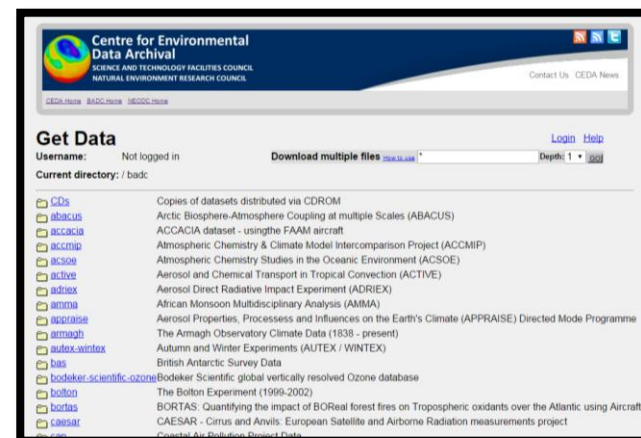 Centre for Environmental
Data Archival
SCIENCE AND TECHNOLOGY FACILITIES COUNCIL
NATURAL ENVIRONMENT RESEARCH COUNCIL
Contact Us CEDA News
CEDA Home BADC Home NEODC Home
Get Data
Login Help
Username: Not logged in
Download multiple files How to use * Depth: 1 go!
Current directory: / badc
CDs Copies of datasets distributed via CDROM
abacus Arctic Biosphere-Atmosphere Coupling at multiple Scales (ABACUS)
accacia ACCACIA dataset - usingthe FAAM aircraft
accmip Atmospheric Chemistry & Climate Model Intercomparison Project (ACCMIP)
acsoe Atmospheric Chemistry Studies in the Oceanic Environment (ACSOE)
active Aerosol and Chemical Transport in Tropical Convection (ACTIVE)
adriex Aerosol Direct Radiative Impact Experiment (ADRIEX)
amma African Monsoon Multidisciplinary Analysis (AMMA)
appraise Aerosol Properties, Processess and Influences on the Earth's Climate (APPRAISE) Directed Mode Programme
armagh The Armagh Observatory Climate Data (1838 - present)
autex-wintex Autumn and Winter Experiments (AUTEX / WINTEX)
bas British Antarctic Survey Data
bodeker-scientific-ozone Bodeker Scientific global vertically resolved Ozone database
bolton The Bolton Experiment (1999-2002)
bortas BORTAS: Quantifying the impact of BOReal forest fires on Tropospheric oxidants over the Atlantic using Aircraft
caesar CAESAR - Cirrus and Anvils: European Satellite and Airborne Radiation measurements project
cap Coastal Air Pollution Project Data